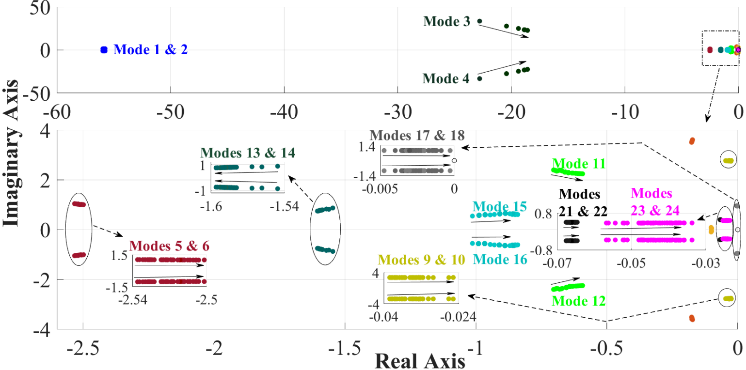 50
0
-50
Mode 3
Mode 1 & 2
Mode 4
-60
-50
-40
-30
-20
-10
0
Imaginary Axis
4
2
0
-2
-4
Modes 17 & 18
1.4
-1.4
-0.005
0
Modes 13 & 14
1
-1
-1.6
-1.54
Mode 11
Mode 15
Modes
21 & 22
Modes
23 & 24
0.8
-0.8
-0.07
-0.05
-0.03
Mode 16
Modes 5 & 6
1.5
-1.5
-2.54
-2.5
Modes 9 & 10
4
-4
-0.04
-0.024
Mode 12
-2.5
-2
-1.5
-1
-0.5
0
Real Axis